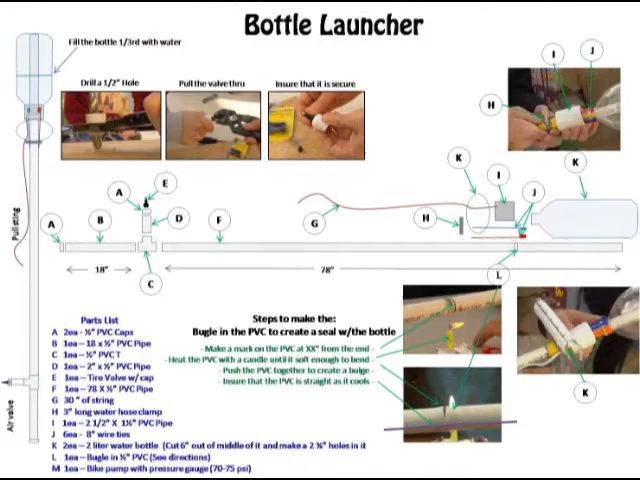 Bottle Launcher
Fill the bottle 1/3rd with water
Drill a 1/2" Hole
Pull the valve thru
Insure that it is secure
I
J
H
K
K
I
J
E
A
D
Pull sting
A
B
F
G
H
C
18"
78"
L
Parts List
A 2ea - ½" PVC Caps
B 1ea – 18 x ½" PVC Pipe
C 1ea – ½" PVC T
D 1ea – 2" x ½" PVC Pipe
E 1ea – Tire Valve w/cap
F 1ea – 78 X ½" PVC Pipe
G 30 " of string
H 3" long water hose clamp
I 1ea – 2 1/2" X 1½" PVC Pipe
J 6ea - 8" wire ties
K 2ea – 2 liter water bottle (Cut 6" out of middle of it and make a 2 ⅜" holes in it
L 1ea – Bugle in ½" PVC (See directions)
M 1ea – Bike pump with pressure gauge (70-75 psi)
Steps to make the:
Bugle in the PVC to create a seal w/the bottle
- Make a mark on the PVC at XX" from the end -
- Heat the PVC with a candle until it soft enough to bend -
- Push the PVC together to create a bulge -
- Insure that the PVC is straight as it cools -
K
Air valve